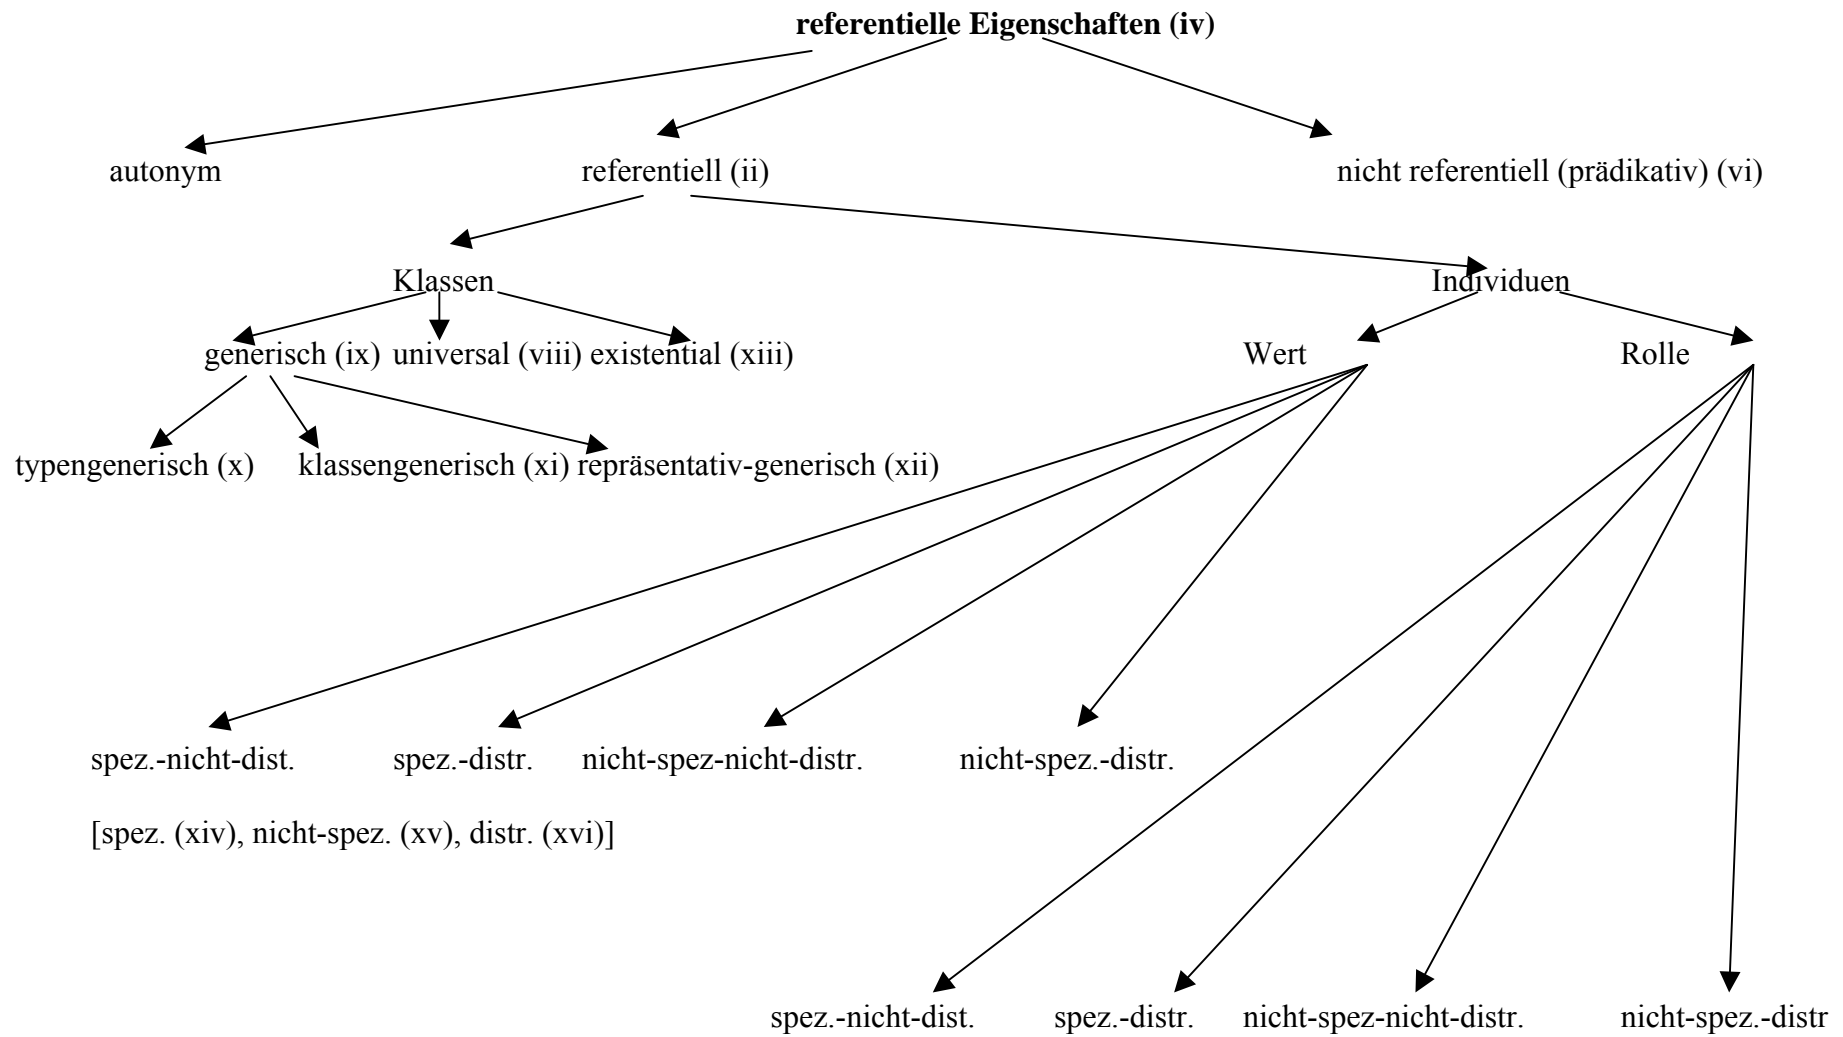 referentielle Eigenschaften (iv)
autonym referentiell (ii) nicht referentiell (prädikativ) (vi)
Klassen Individuen
generisch (ix) universal (viii) existential (xiii) Wert Rolle
typengenerisch (x) klassengenerisch (xi) repräsentativ-generisch (xii)
spez.-nicht-dist. spez.-distr. nicht-spez-nicht-distr. nicht-spez.-distr.
[spez. (xiv), nicht-spez. (xv), distr. (xvi)]
spez.-nicht-dist. spez.-distr. nicht-spez-nicht-distr. nicht-spez.-distr